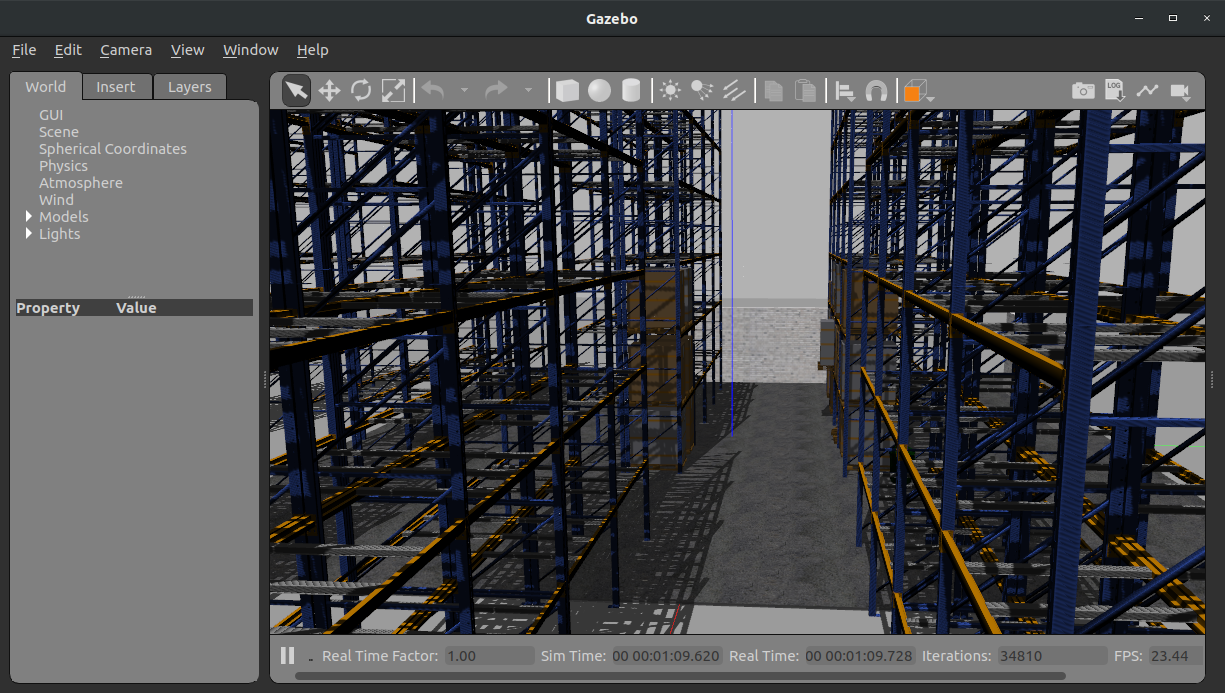 Gazebo
File Edit Camera View Window Help
World Insert Layers
LOG
GUI
Scene
Spherical Coordinates
Physics
Atmosphere
Wind
Models
Lights
Property Value
Real Time Factor: 1.00 Sim Time: 00 00:01:09.620 Real Time: 00 00:01:09.728 Iterations: 34810 FPS: 23.44